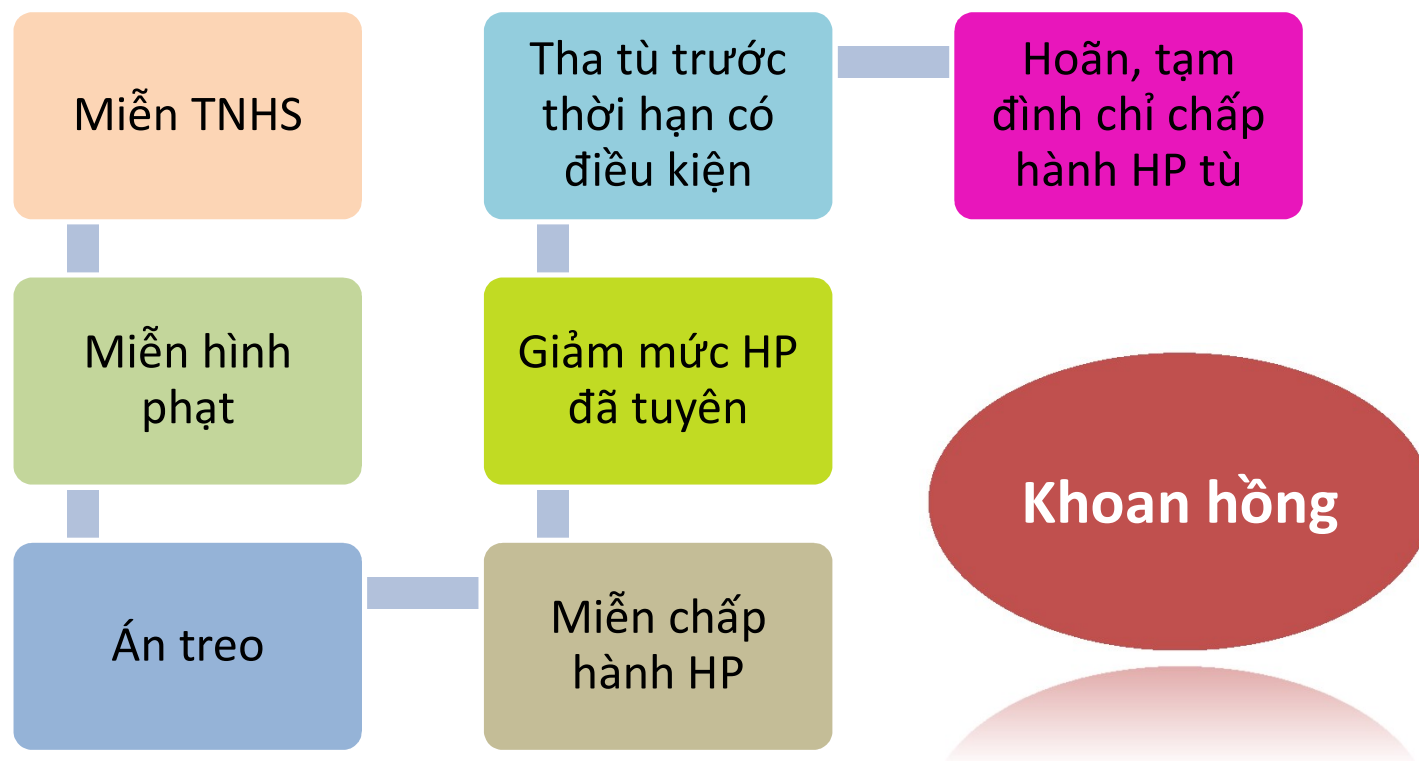 Miễn TNHS
Miễn hình
phạt
Án treo
Miễn chấp
hành HP
Giảm mức HP
đã tuyên
Tha tù trước
thời hạn có
điều kiện
Hoãn, tạm
đình chỉ chấp
hành HP tù
Khoan hồng